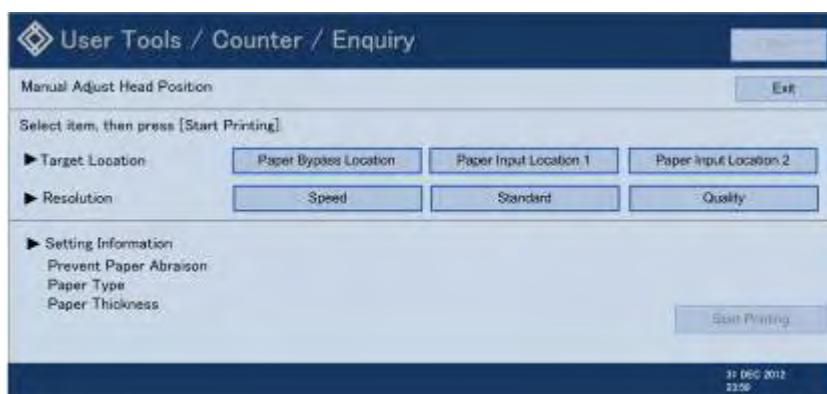 User Tools / Counter / Enquiry
Manual Adjust Head Position
Exit
Select item, then press [Start Printing]
Target Location
Paper Bypass Location
Paper Input Location 1
Paper Input Location 2
Resolution
Speed
Standard
Quality
Setting Information
Prevent Paper Abraison
Paper Type
Paper Thickness
Start Printing
31 DEC 2012
23:59